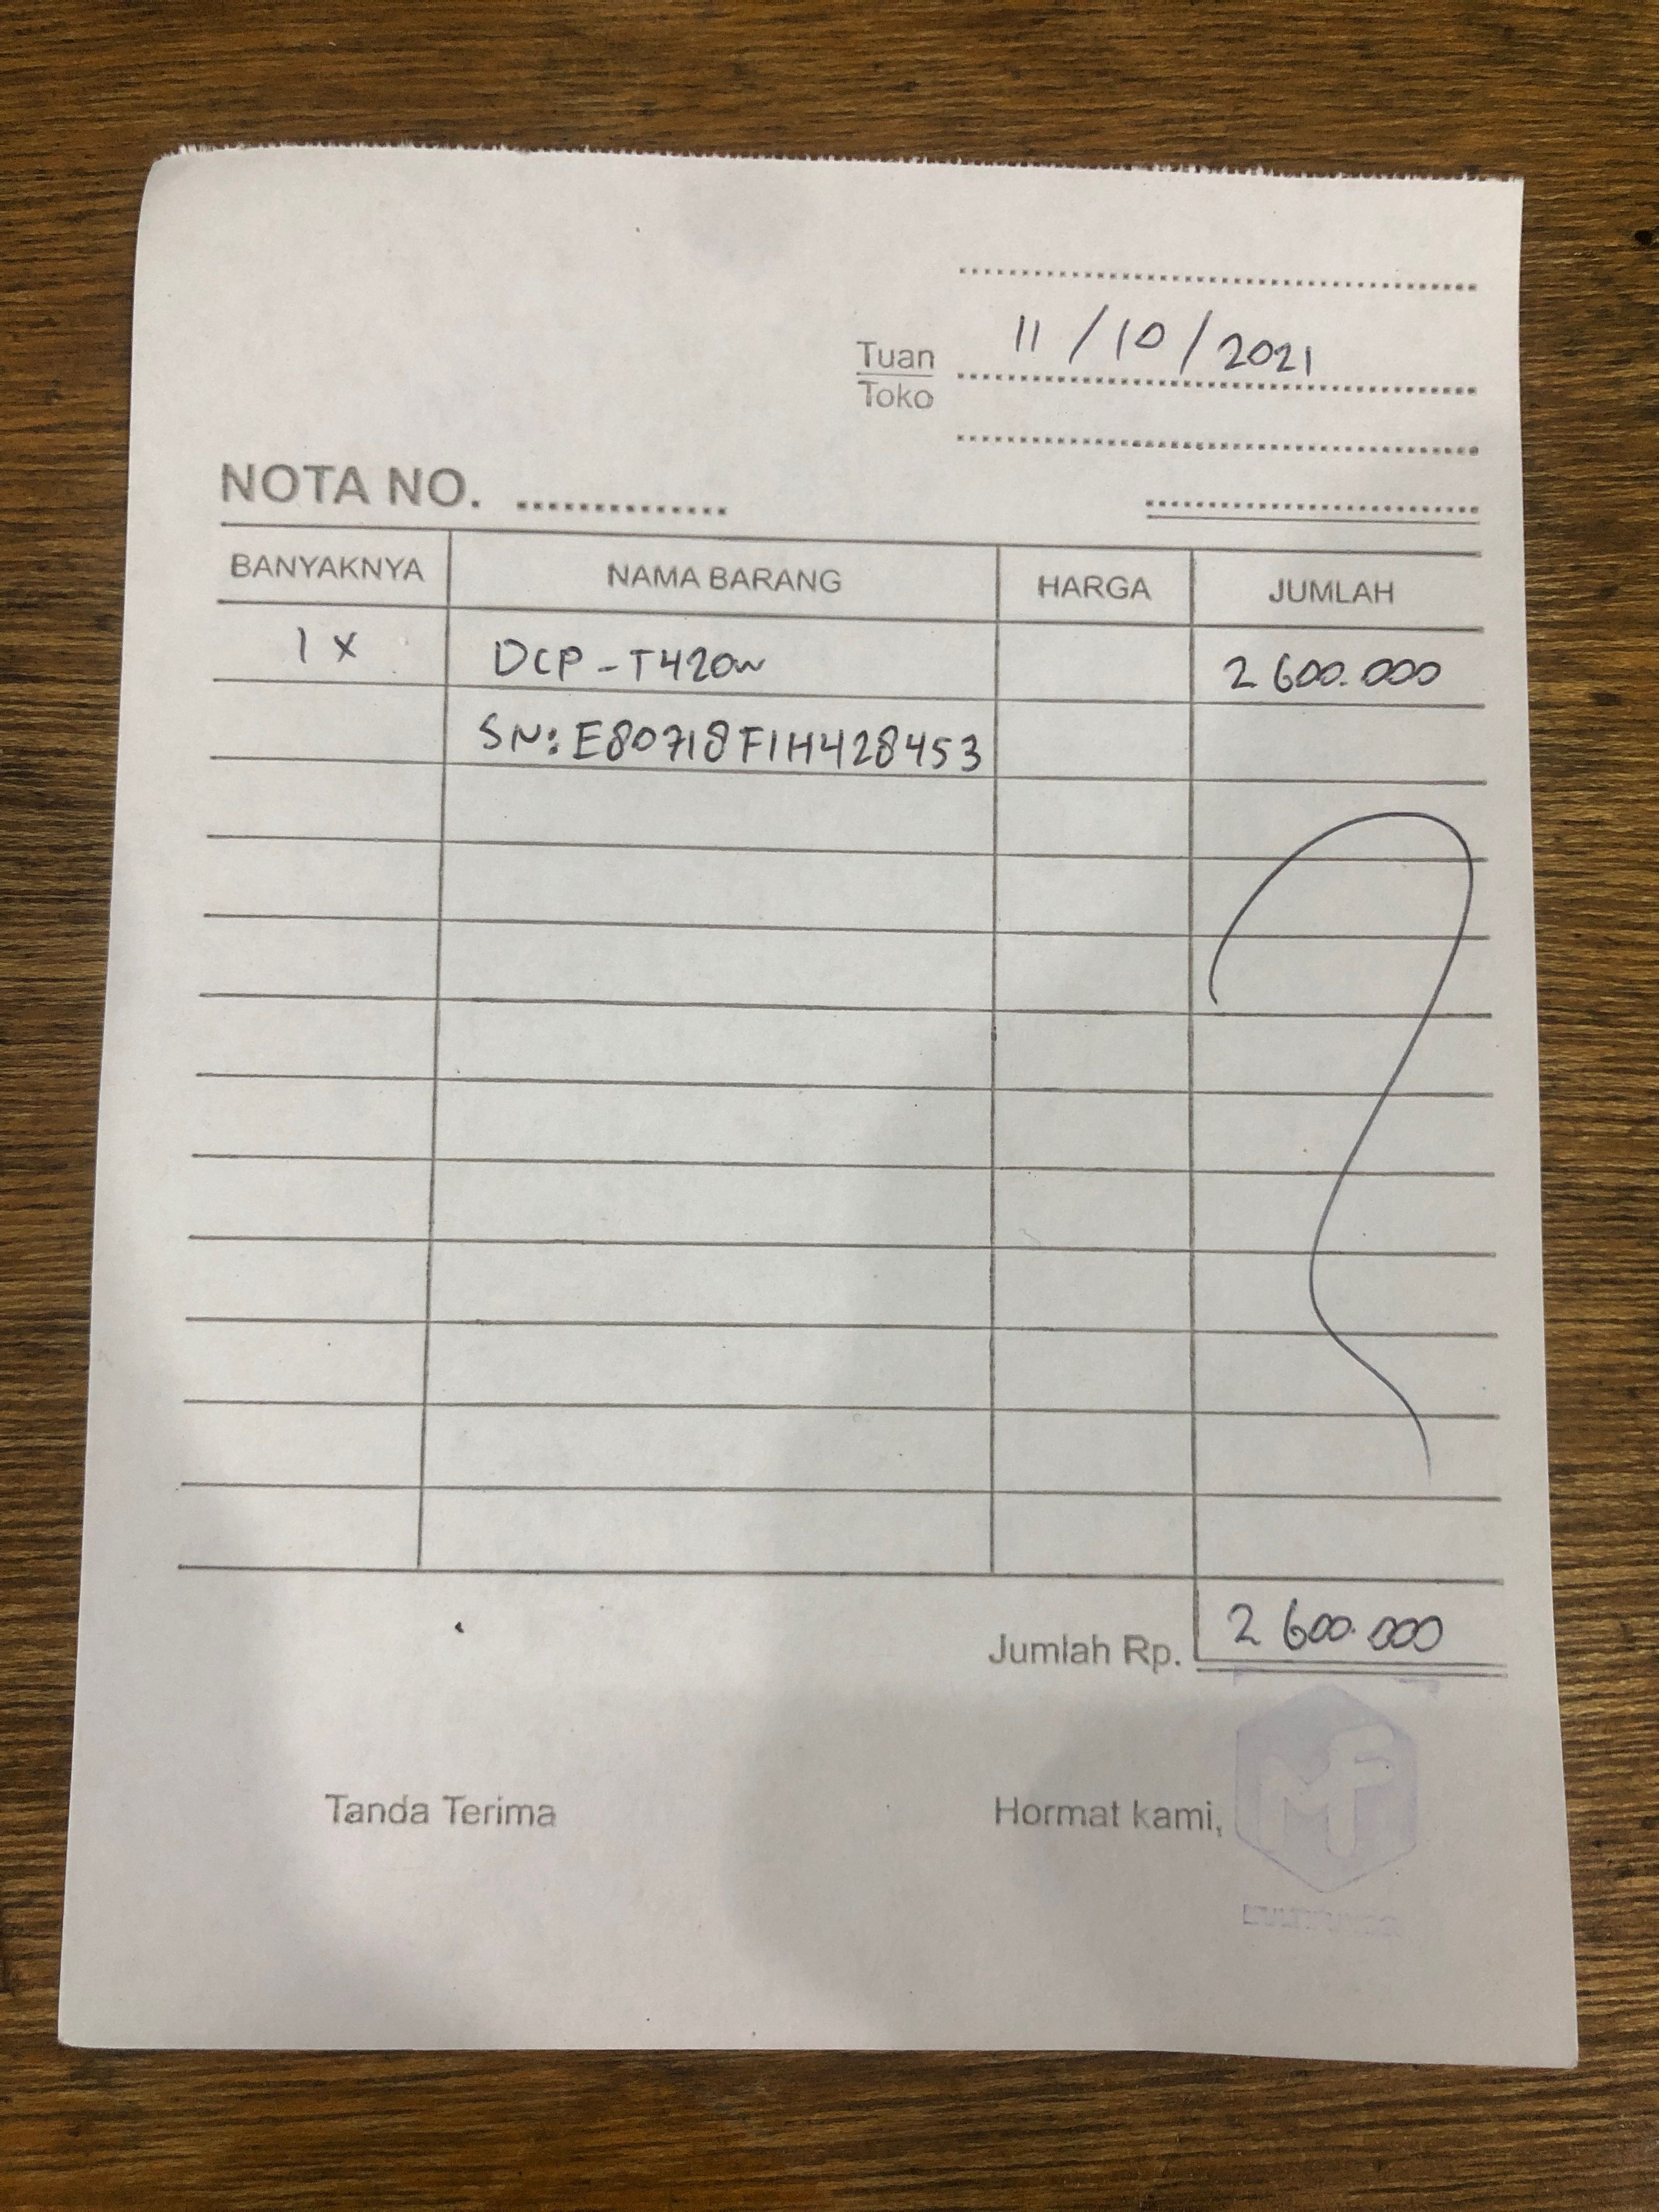 11 / 10 / 2021
Tuan
Toko
NOTA NO. ..............
BANYAKNYA NAMA BARANG HARGA JUMLAH
1 x DCP - T420w 2 600.000
SN: E80718F1H428453
Jumlah Rp. 2 600.000
Tanda Terima Hormat kami,
MF